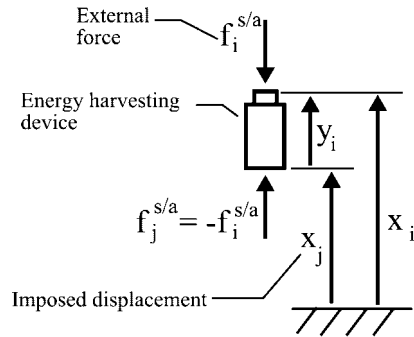 External
force
f_i^{s/a}
Energy harvesting
device
y_i
f_j^{s/a} = -f_i^{s/a}
x_j
x_i
Imposed displacement